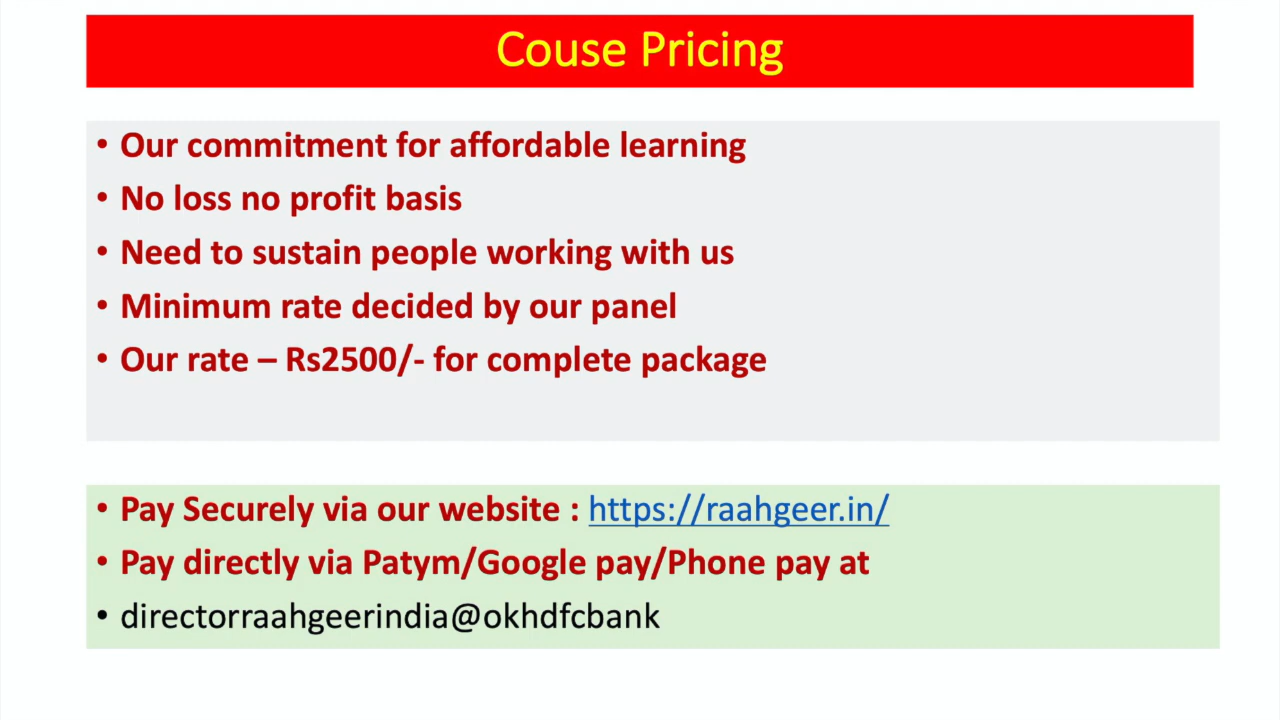 Couse Pricing
• Our commitment for affordable learning
• No loss no profit basis
• Need to sustain people working with us
• Minimum rate decided by our panel
• Our rate – Rs2500/- for complete package
• Pay Securely via our website : https://raahgeer.in/
• Pay directly via Patym/Google pay/Phone pay at
• directorraahgeerindia@okhdfcbank